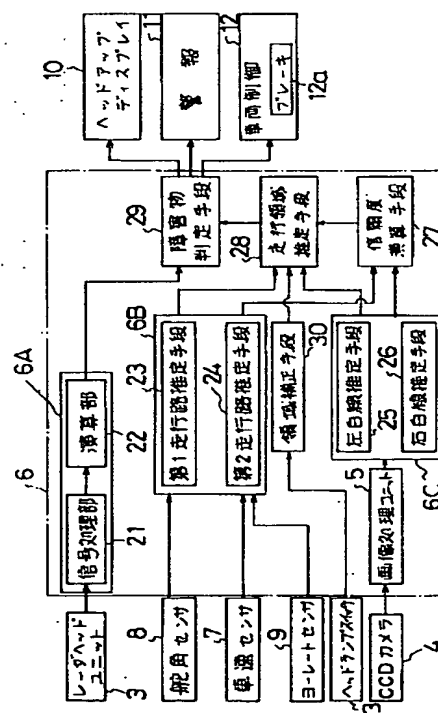 10
ヘッドアップ
ディスプレイ
11
警報
12
車両制御
ブレーキ
12a
6
6A
信号処理部
21
演算部
22
29
障害物
判定手段
6B
23
第1走行路推定手段
第2走行路推定手段
24
28
走行領域
推定手段
30
領域補正手段
27
信頼度
演算手段
左白線推定手段
25
26
右白線推定手段
6C
5
画像処理ユニット
レーダヘッド
ユニット
3
8
舵角センサ
7
車速センサ
9
ヨーレートセンサ
ヘッドランプスイッチ
3
CCDカメラ
4